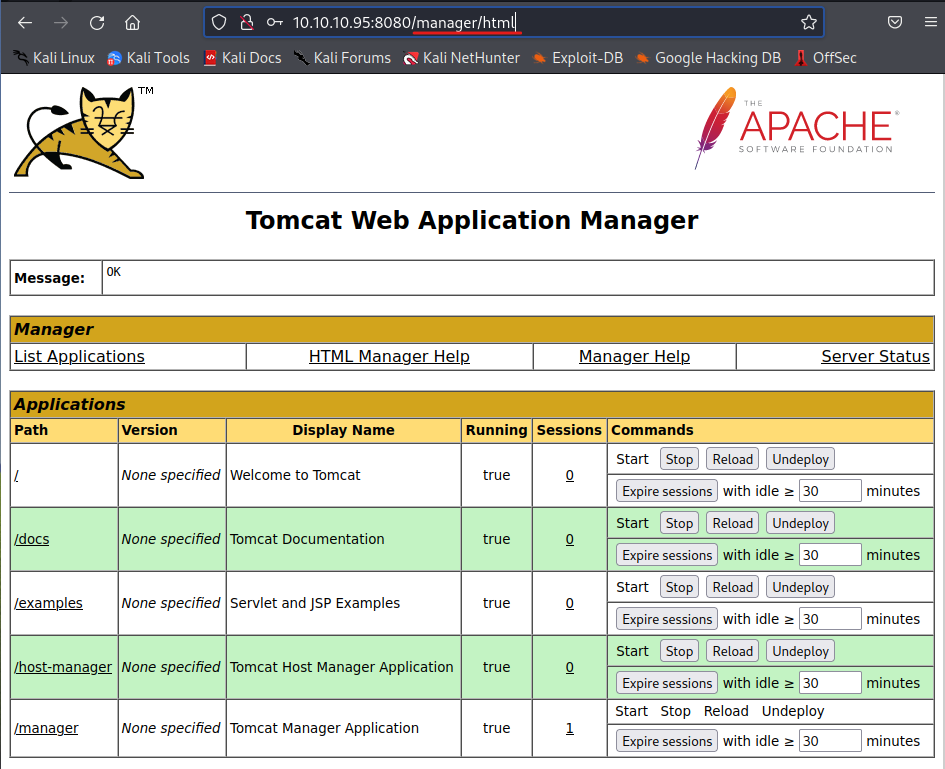 10.10.10.95:8080/manager/html
Kali Linux Kali Tools Kali Docs Kali Forums Kali NetHunter Exploit-DB Google Hacking DB OffSec
TM
THE
APACHE®
SOFTWARE FOUNDATION
Tomcat Web Application Manager
Message: OK
Manager
List Applications HTML Manager Help Manager Help Server Status
Applications
Path Version Display Name Running Sessions Commands
/ None specified Welcome to Tomcat true 0 Start Stop Reload Undeploy
Expire sessions with idle ≥ 30 minutes
/docs None specified Tomcat Documentation true 0 Start Stop Reload Undeploy
Expire sessions with idle ≥ 30 minutes
/examples None specified Servlet and JSP Examples true 0 Start Stop Reload Undeploy
Expire sessions with idle ≥ 30 minutes
/host-manager None specified Tomcat Host Manager Application true 0 Start Stop Reload Undeploy
Expire sessions with idle ≥ 30 minutes
/manager None specified Tomcat Manager Application true 1 Start Stop Reload Undeploy
Expire sessions with idle ≥ 30 minutes